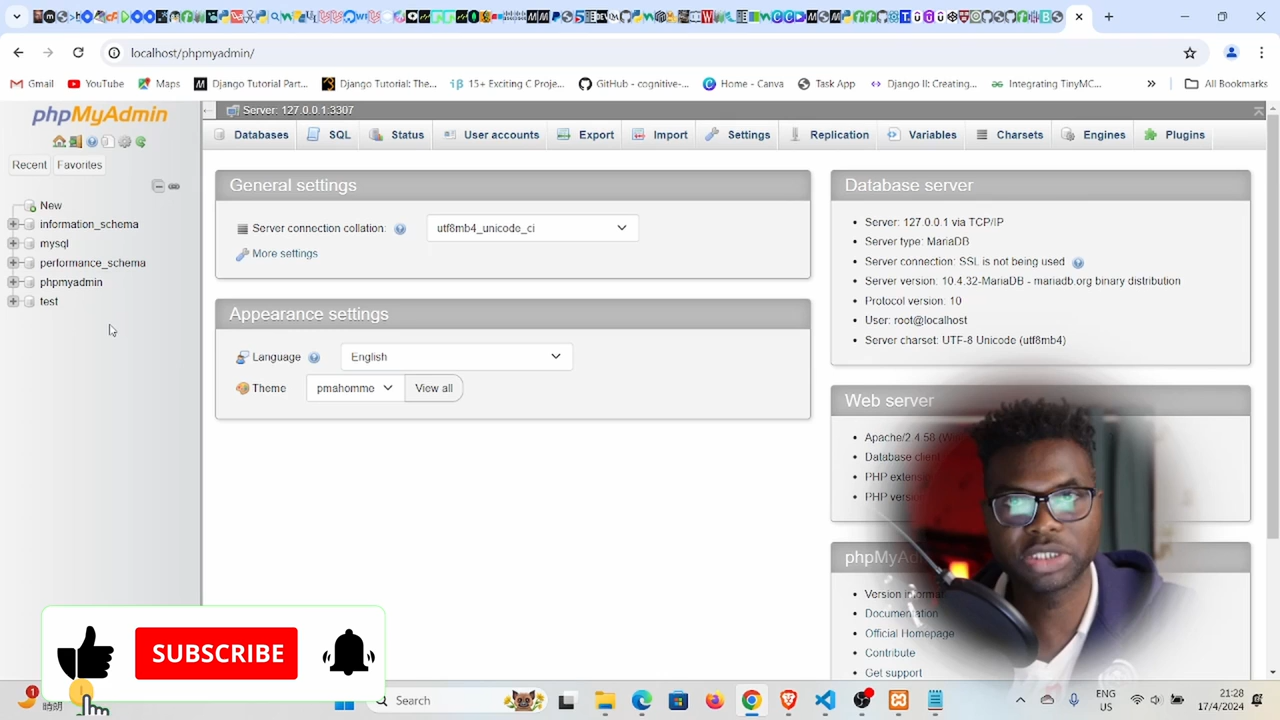 localhost/phpmyadmin/
Gmail
YouTube
Maps
Django Tutorial Part...
Django Tutorial: The...
15+ Exciting C Proje...
GitHub - cognitive-...
Home - Canva
Task App
Django II: Creating...
Integrating TinyMC...
All Bookmarks
phpMyAdmin
Recent
Favorites
New
information_schema
mysql
performance_schema
phpmyadmin
test
Server: 127.0.0.1:3307
Databases
SQL
Status
User accounts
Export
Import
Settings
Replication
Variables
Charsets
Engines
Plugins
General settings
Server connection collation:
utf8mb4_unicode_ci
More settings
Appearance settings
Language
English
Theme
pmahomme
View all
Database server
Server: 127.0.0.1 via TCP/IP
Server type: MariaDB
Server connection: SSL is not being used
Server version: 10.4.32-MariaDB - mariadb.org binary distribution
Protocol version: 10
User: root@localhost
Server charset: UTF-8 Unicode (utf8mb4)
Web server
Apache/2.4.58
Database client
PHP
PHP
Version
Documentation
Official Homepage
Contribute
Get support
SUBSCRIBE
1
Search
ENG
US
21:28
17/4/2024